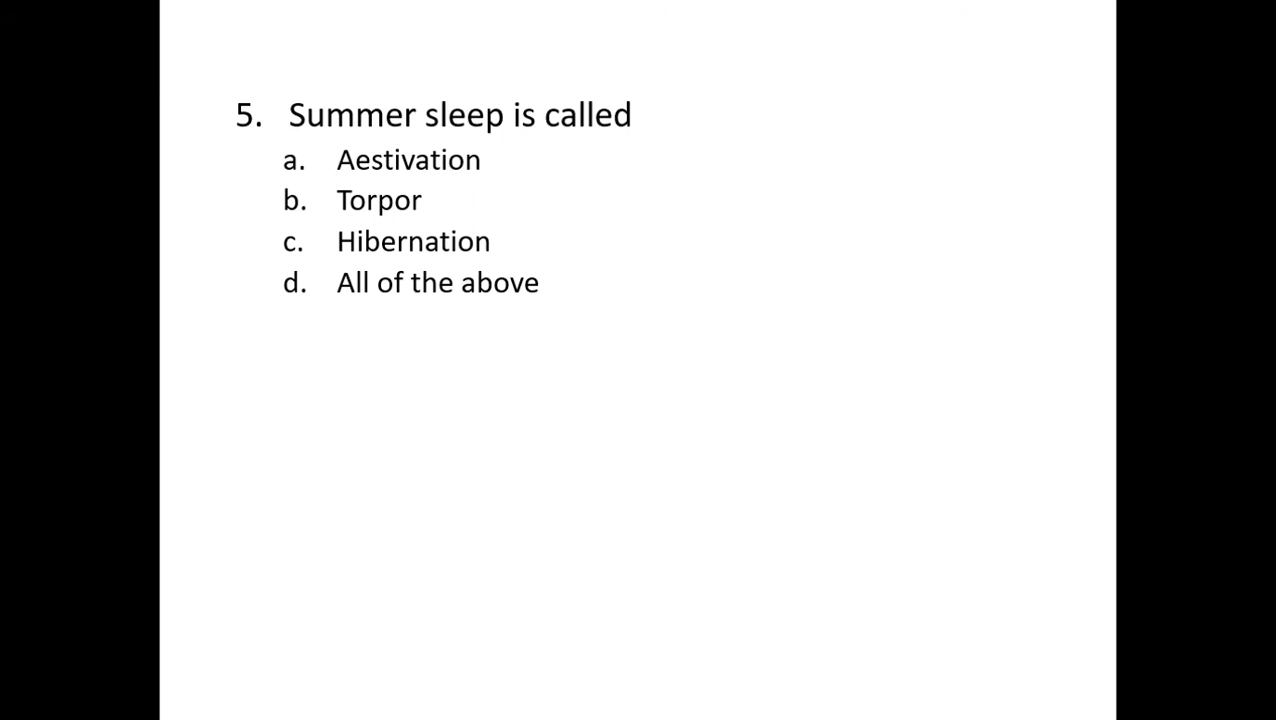 5. Summer sleep is called
a. Aestivation
b. Torpor
c. Hibernation
d. All of the above